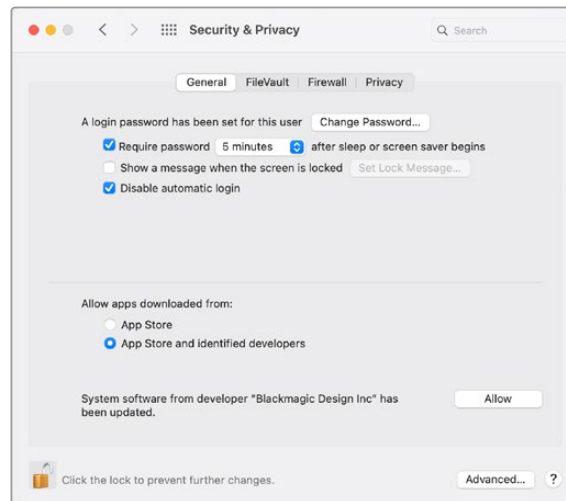 Security & Privacy
Search
General FileVault Firewall Privacy
A login password has been set for this user Change Password...
Require password 5 minutes after sleep or screen saver begins
Show a message when the screen is locked Set Lock Message...
Disable automatic login
Allow apps downloaded from:
App Store
App Store and identified developers
System software from developer "Blackmagic Design Inc" has Allow
been updated.
Click the lock to prevent further changes. Advanced... ?